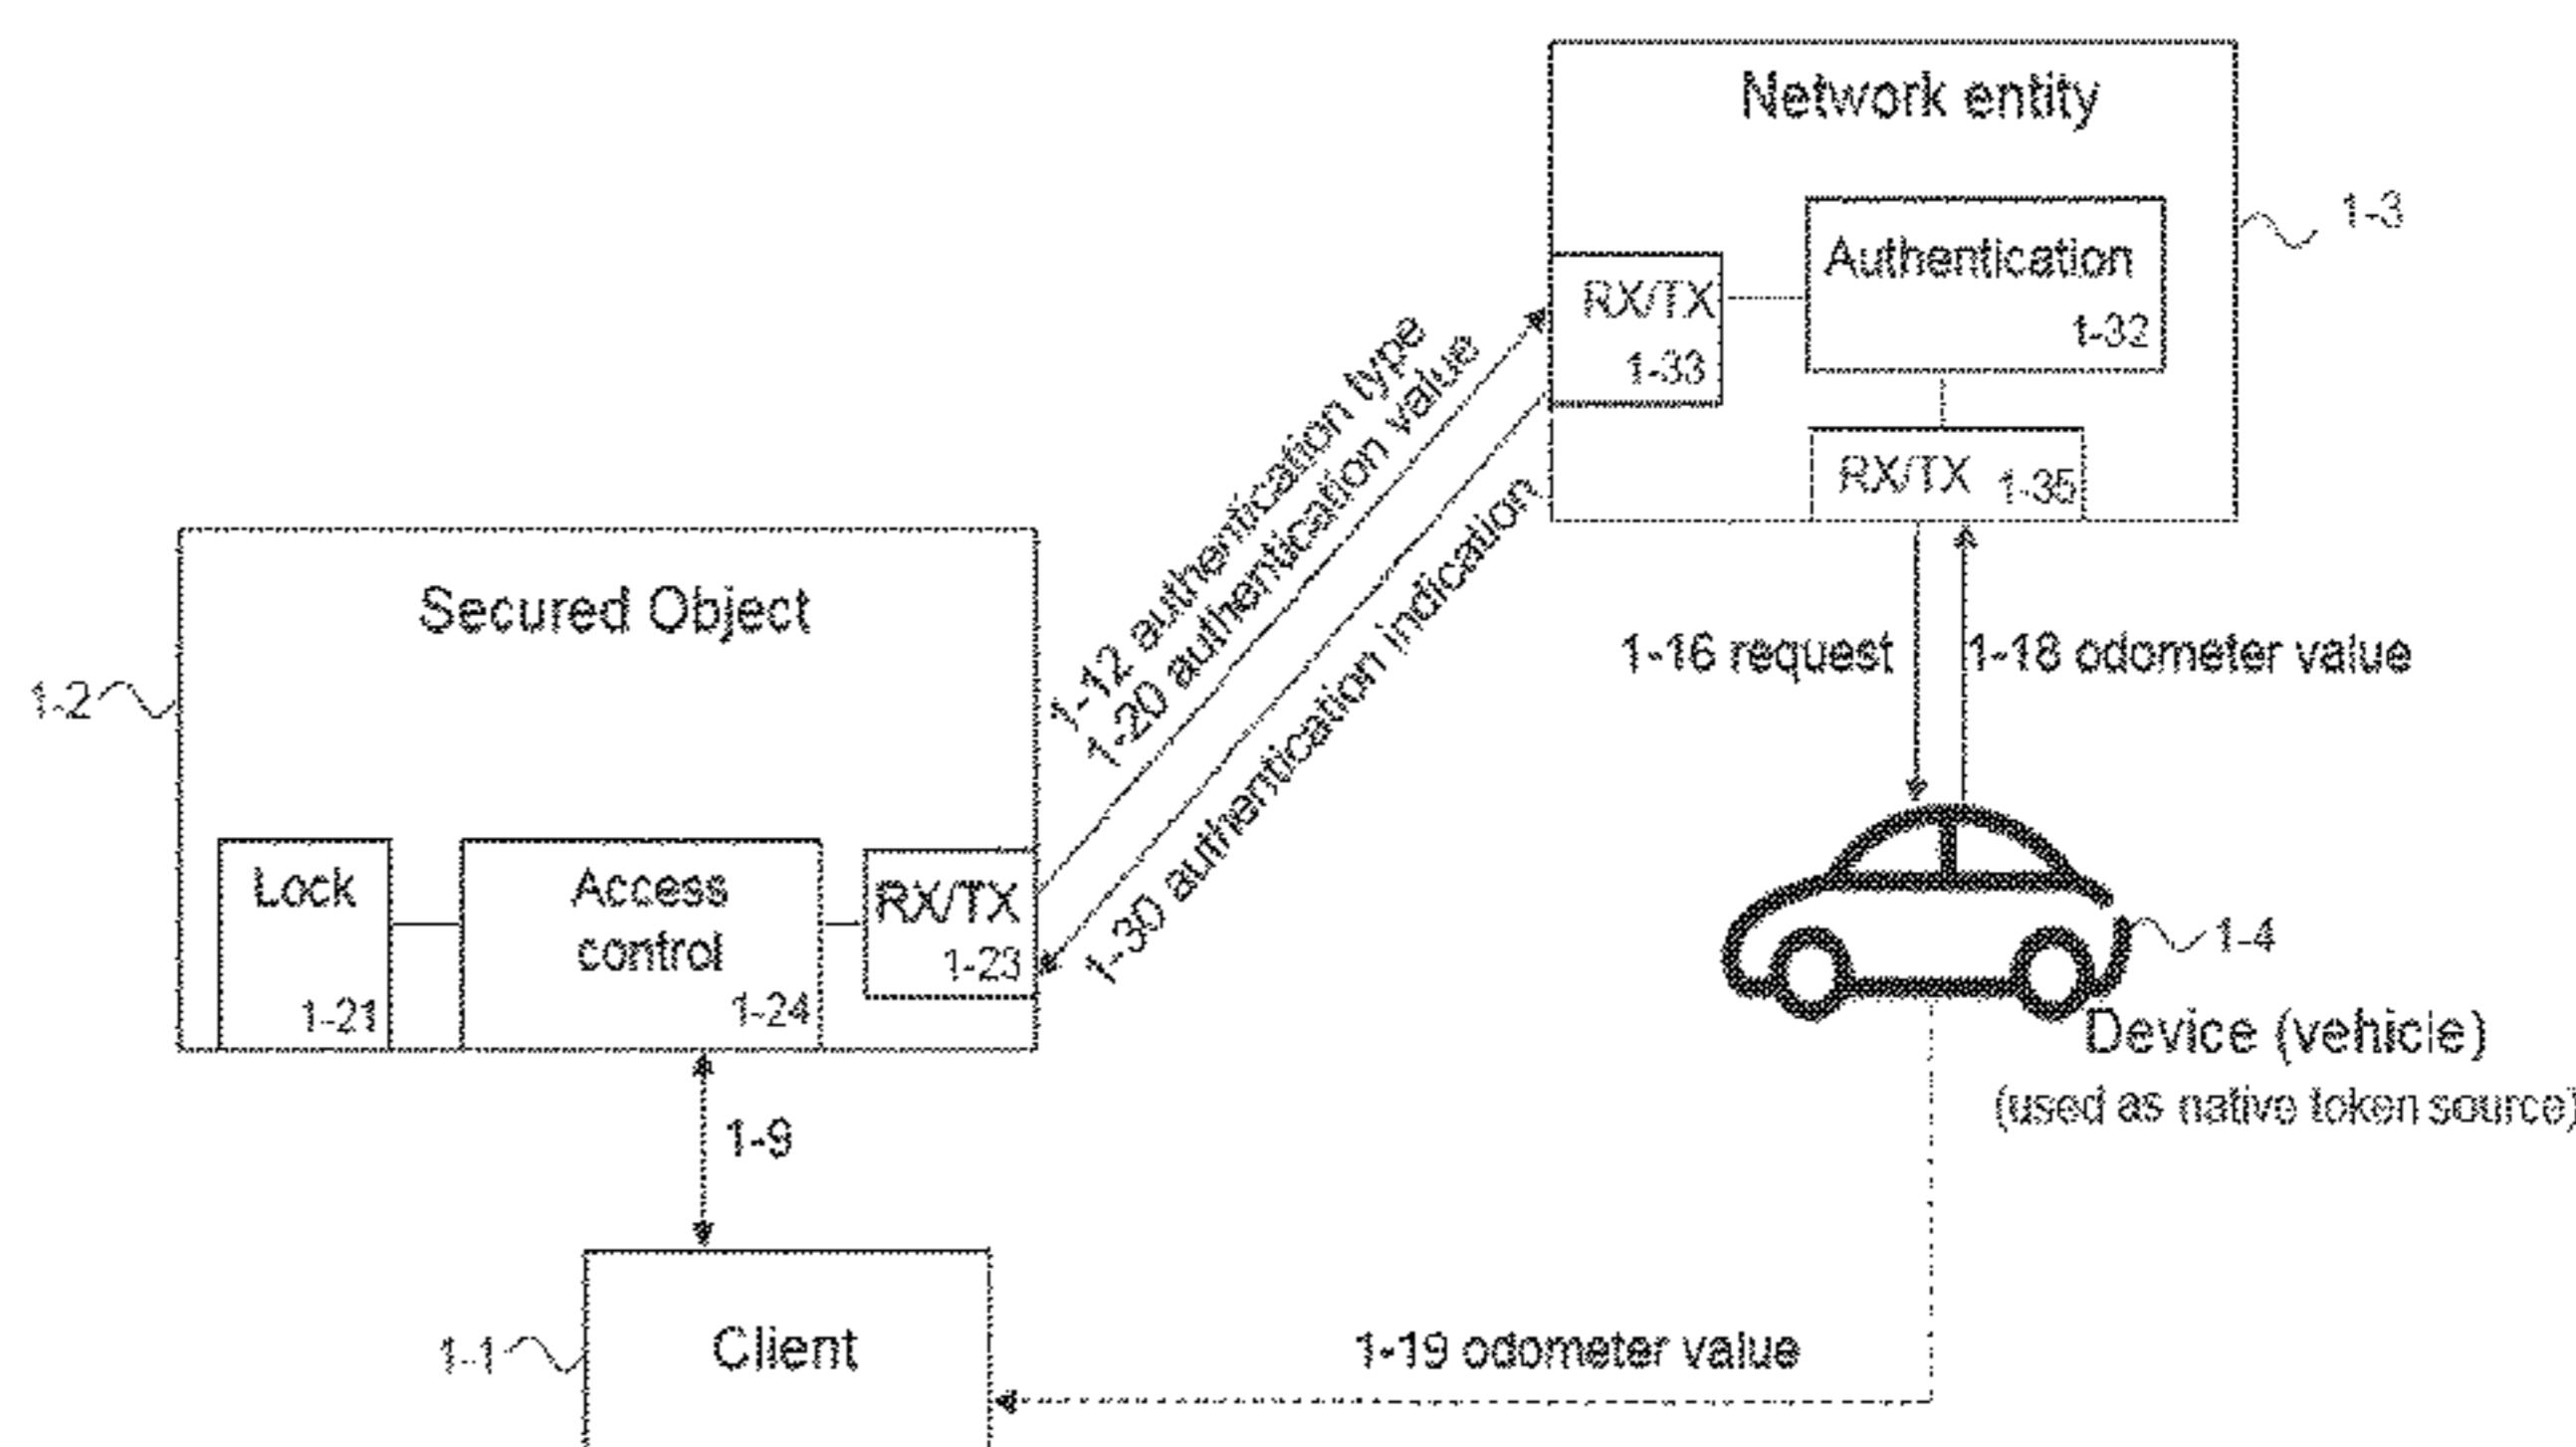 Network entity
1-3
Authentication
1-32
RX/TX
1-33
RX/TX 1-35
1-12 authentication type
1-20 authentication value
1-30 authentication indication
Secured Object
1-2
Lock
1-21
Access
control
1-24
RX/TX
1-23
1-16 request
1-18 odometer value
1-4
Device (vehicle)
(used as native token source)
1-9
1-1
Client
1-19 odometer value